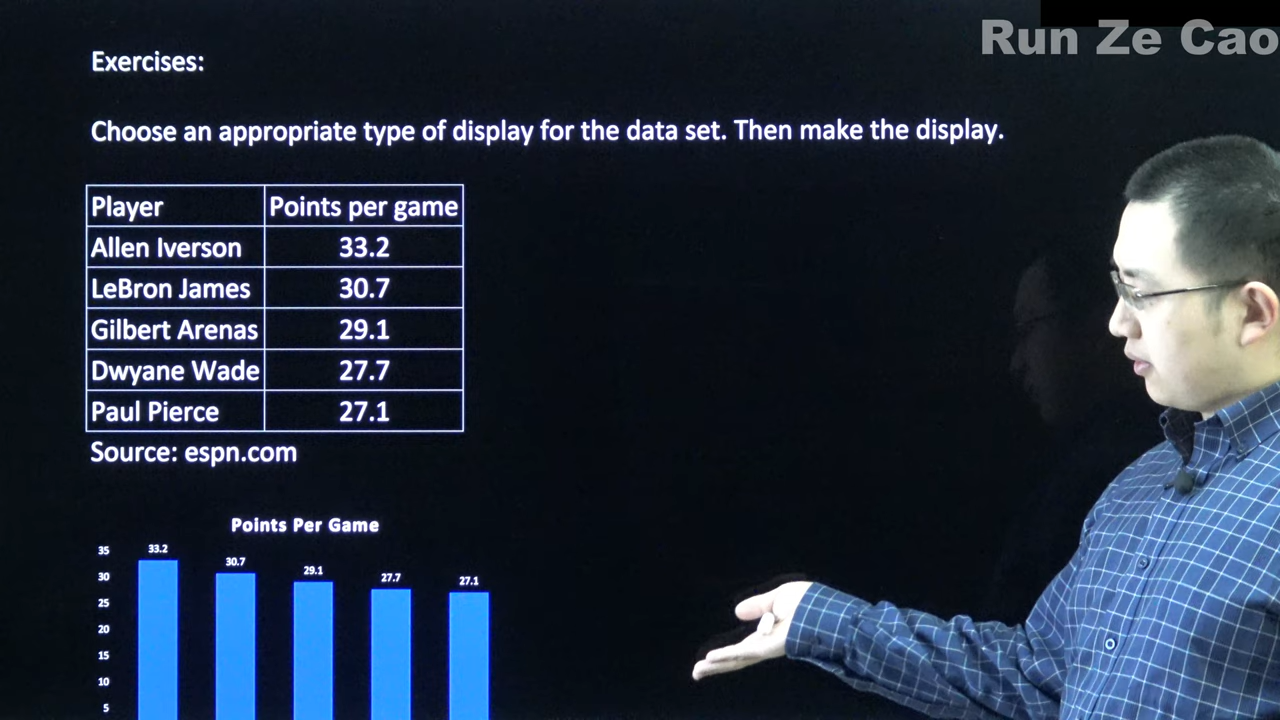 Run Ze Cao
Exercises:
Choose an appropriate type of display for the data set. Then make the display.
Player Points per game
Allen Iverson 33.2
LeBron James 30.7
Gilbert Arenas 29.1
Dwyane Wade 27.7
Paul Pierce 27.1
Source: espn.com
Points Per Game
35
30
25
20
15
10
5
33.2
30.7
29.1
27.7
27.1